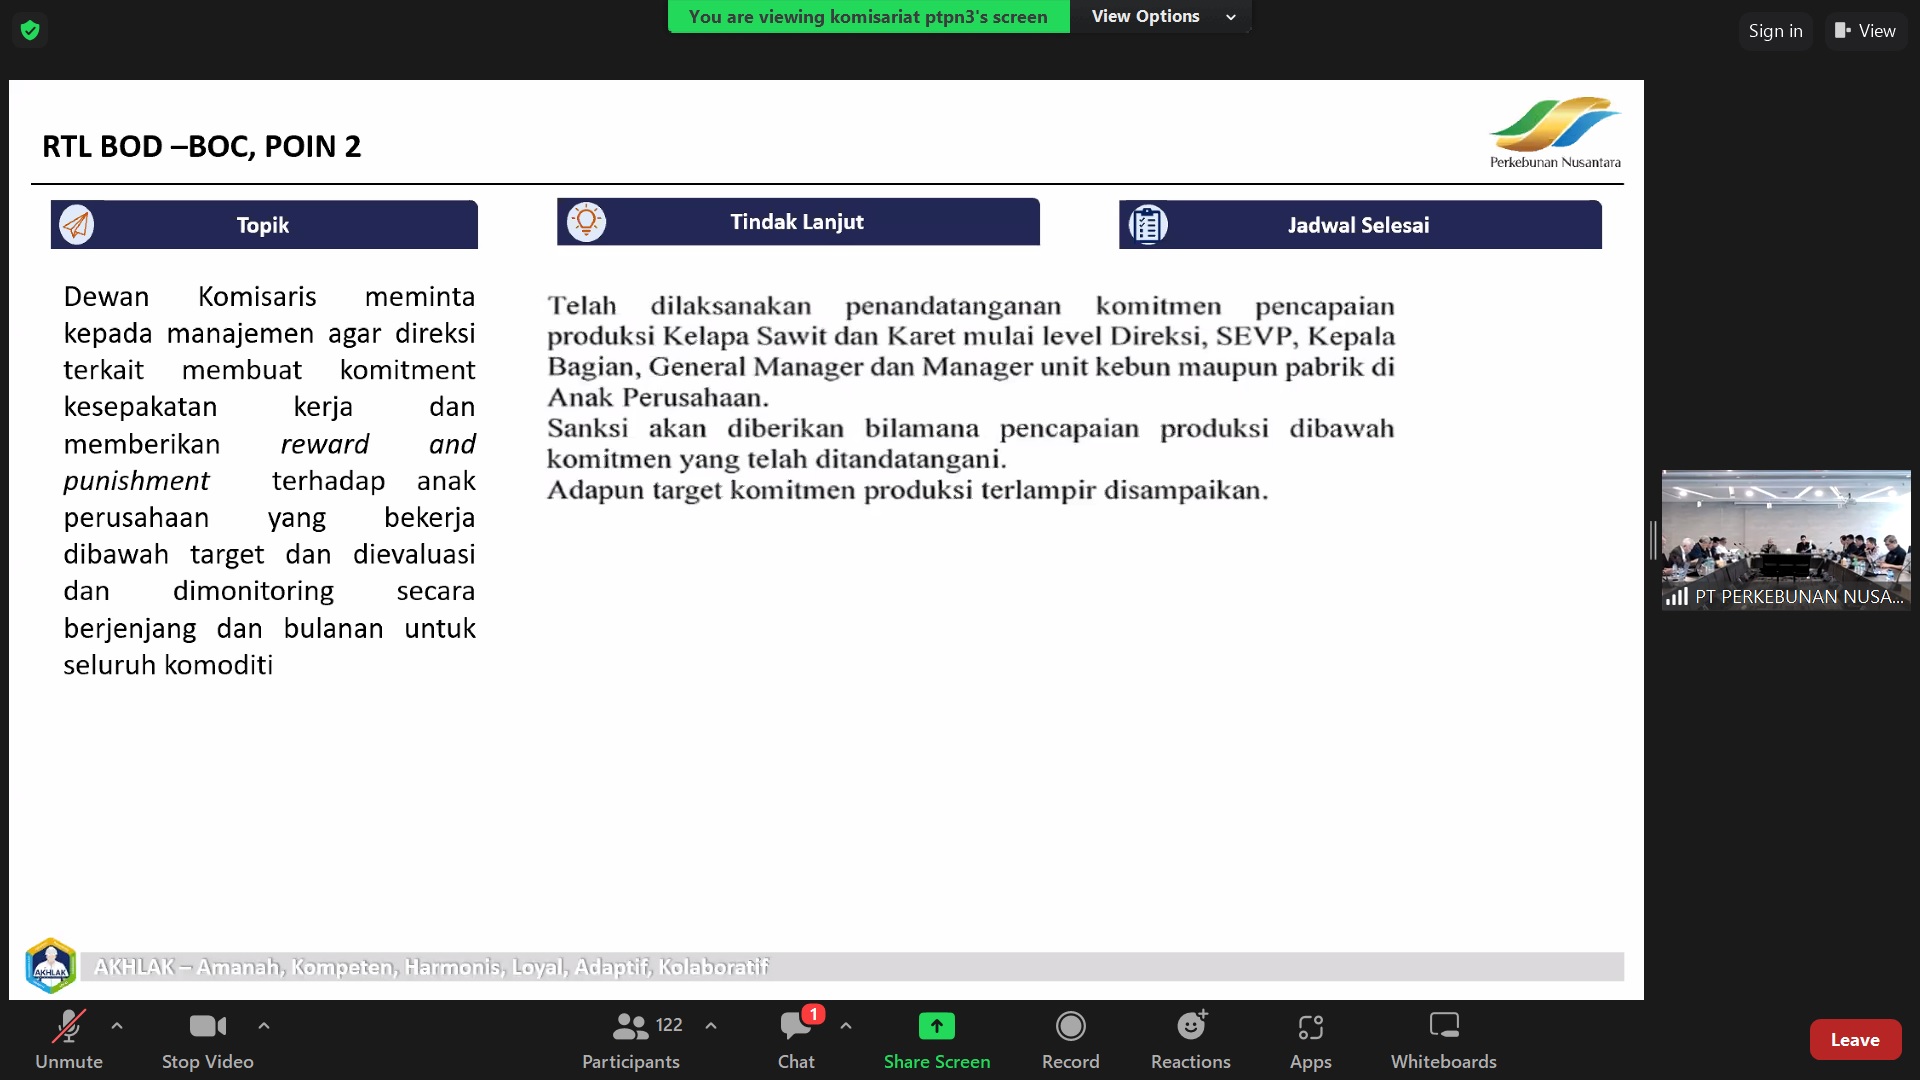 You are viewing komisariat ptpn3's screen
View Options
Sign in
View
RTL BOD –BOC, POIN 2
Perkebunan Nusantara
Topik
Tindak Lanjut
Jadwal Selesai
Dewan Komisaris meminta
kepada manajemen agar direksi
terkait membuat komitment
kesepakatan kerja dan
memberikan reward and
punishment terhadap anak
perusahaan yang bekerja
dibawah target dan dievaluasi
dan dimonitoring secara
berjenjang dan bulanan untuk
seluruh komoditi
Telah dilaksanakan penandatanganan komitmen pencapaian
produksi Kelapa Sawit dan Karet mulai level Direksi, SEVP, Kepala
Bagian, General Manager dan Manager unit kebun maupun pabrik di
Anak Perusahaan.
Sanksi akan diberikan bilamana pencapaian produksi dibawah
komitmen yang telah ditandatangani.
Adapun target komitmen produksi terlampir disampaikan.
PT PERKEBUNAN NUSA...
AKHLAK
AKHLAK – Amanah, Kompeten, Harmonis, Loyal, Adaptif, Kolaboratif
Unmute
Stop Video
122
Participants
1
Chat
Share Screen
Record
Reactions
Apps
Whiteboards
Leave